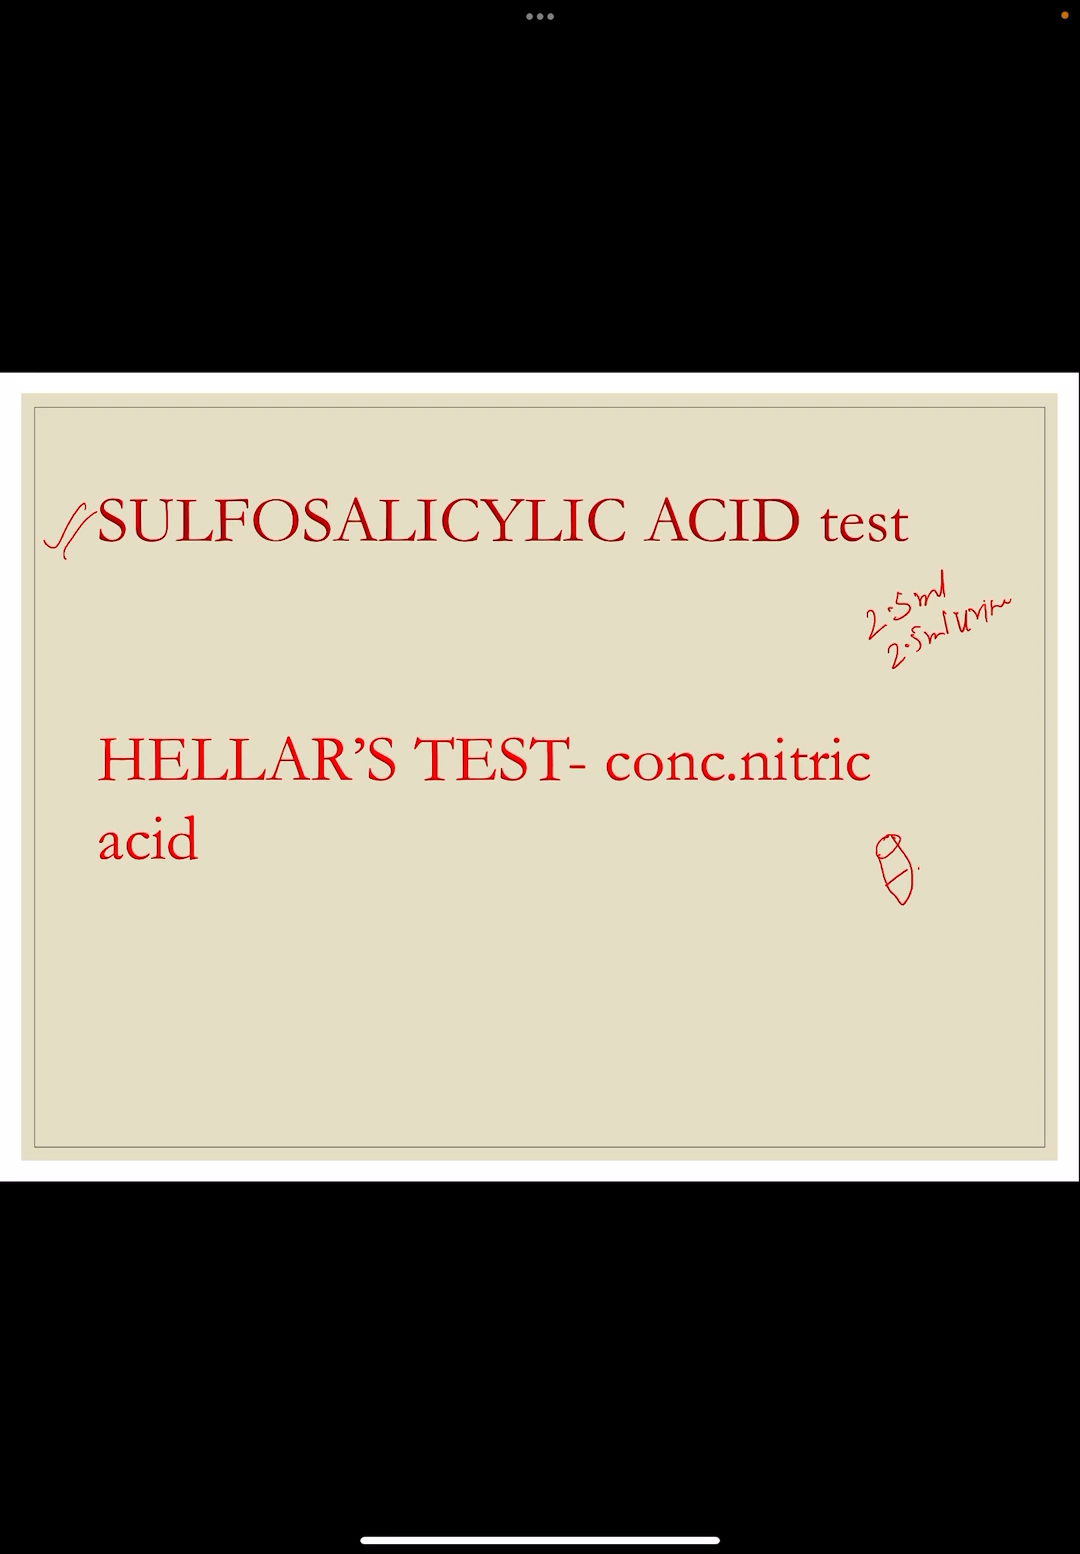 SULFOSALICYLIC ACID test
2.5ml
2.5ml urine
HELLAR’S TEST- conc.nitric
acid